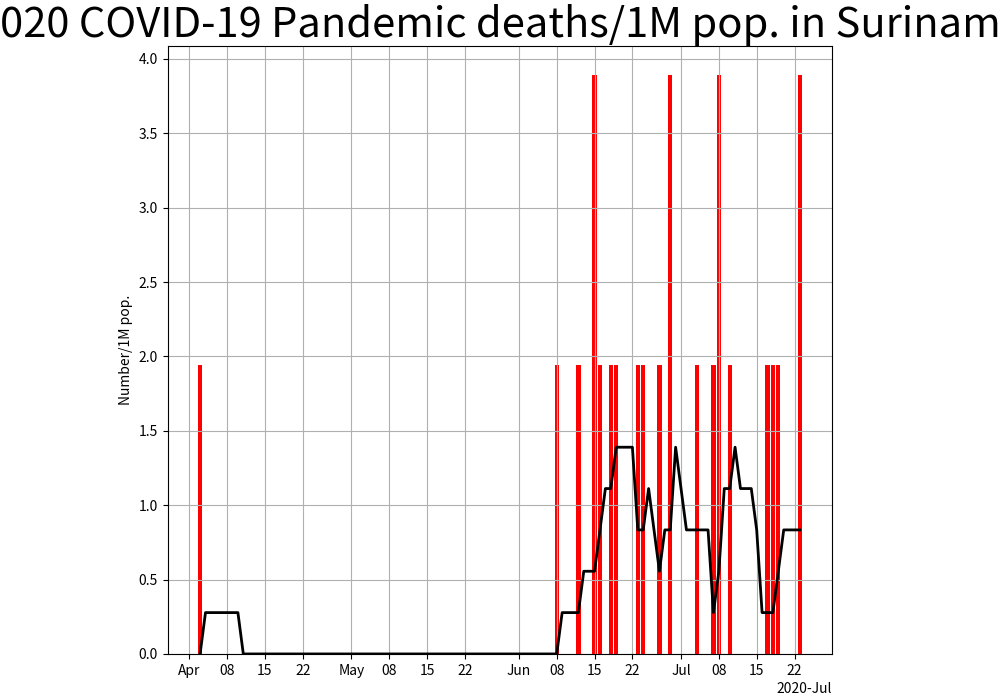 020 COVID-19 Pandemic deaths/1M pop. in Surinam
4.0
3.5
3.0
2.5
2.0
1.5
1.0
0.5
0.0
Number/1M pop.
Apr 08 15 22 May 08 15 22 Jun 08 15 22 Jul 08 15 22
2020-Jul